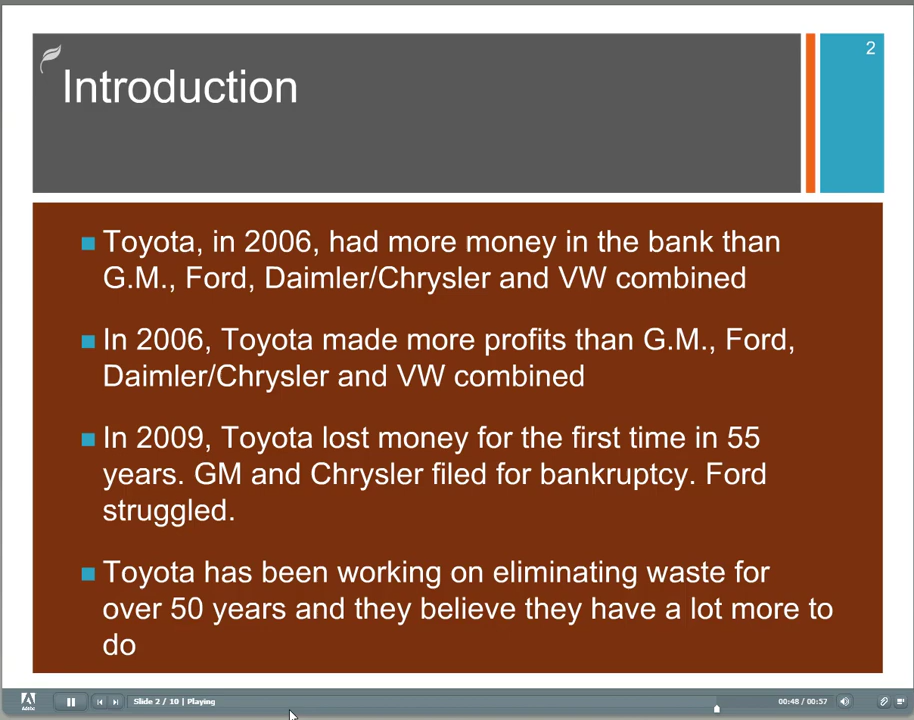 2
Introduction
Toyota, in 2006, had more money in the bank than
G.M., Ford, Daimler/Chrysler and VW combined
In 2006, Toyota made more profits than G.M., Ford,
Daimler/Chrysler and VW combined
In 2009, Toyota lost money for the first time in 55
years. GM and Chrysler filed for bankruptcy. Ford
struggled.
Toyota has been working on eliminating waste for
over 50 years and they believe they have a lot more to
do
Adobe
Slide 2 / 10 | Playing
00:48 / 00:57